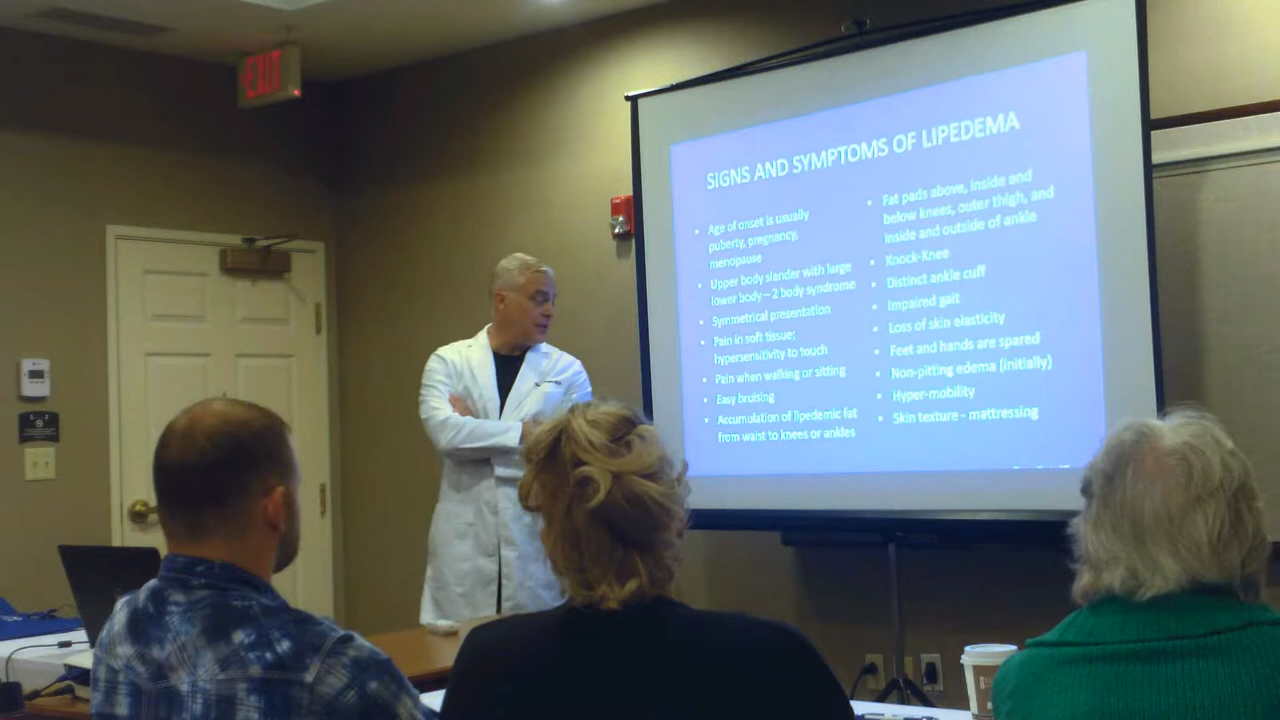 EXIT
SIGNS AND SYMPTOMS OF LIPEDEMA
• Age of onset is usually
puberty, pregnancy,
menopause
• Upper body slander with large
lower body – 2 body syndrome
• Symmetrical presentation
• Pain in soft tissue;
hypersensitivity to touch
• Pain when walking or sitting
• Easy bruising
• Accumulation of lipedemic fat
from waist to knees or ankles
• Fat pads above, inside and
below knees, outer thigh, and
inside and outside of ankle
• Knock-Knee
• Distinct ankle cuff
• Impaired gait
• Loss of skin elasticity
• Feet and hands are spared
• Non-pitting edema (initially)
• Hyper-mobility
• Skin texture - mattressing